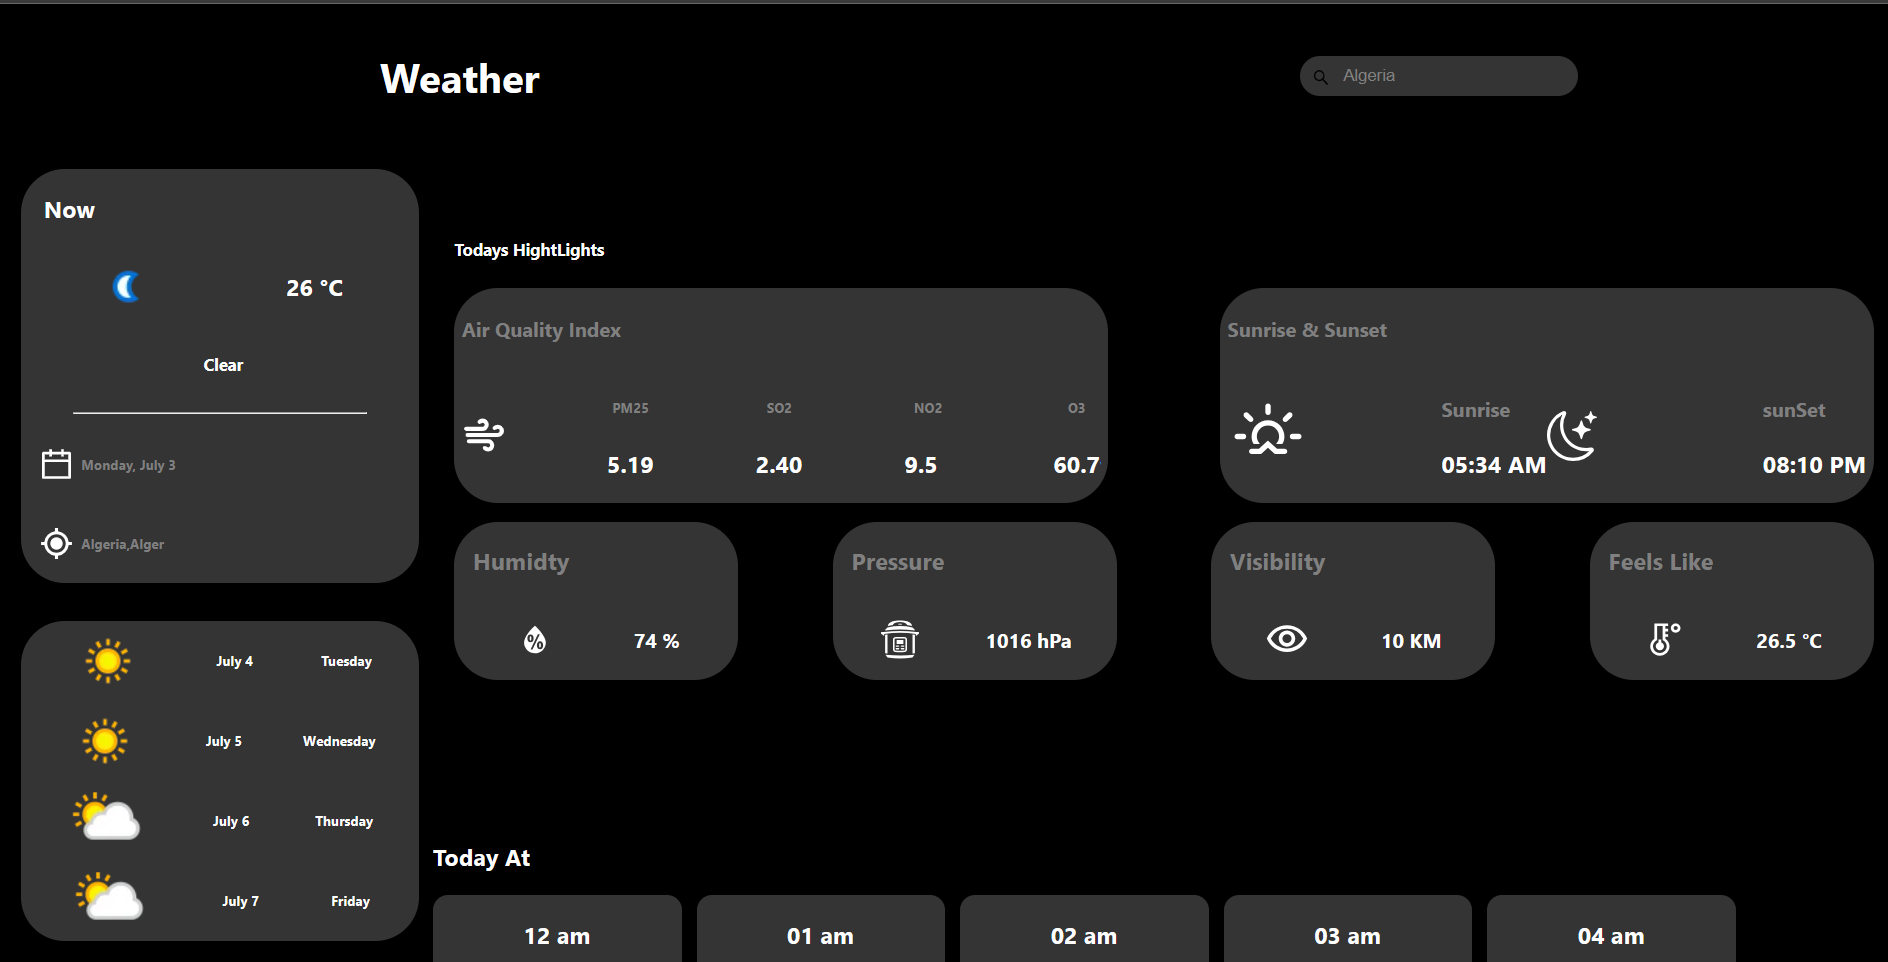 Weather
Algeria
Now
26 °C
Clear
Monday, July 3
Algeria,Alger
July 4 Tuesday
July 5 Wednesday
July 6 Thursday
July 7 Friday
Todays HightLights
Air Quality Index
PM25 SO2 NO2 O3
5.19 2.40 9.5 60.7
Sunrise & Sunset
Sunrise sunSet
05:34 AM 08:10 PM
Humidty
%
74 %
Pressure
1016 hPa
Visibility
10 KM
Feels Like
26.5 °C
Today At
12 am 01 am 02 am 03 am 04 am